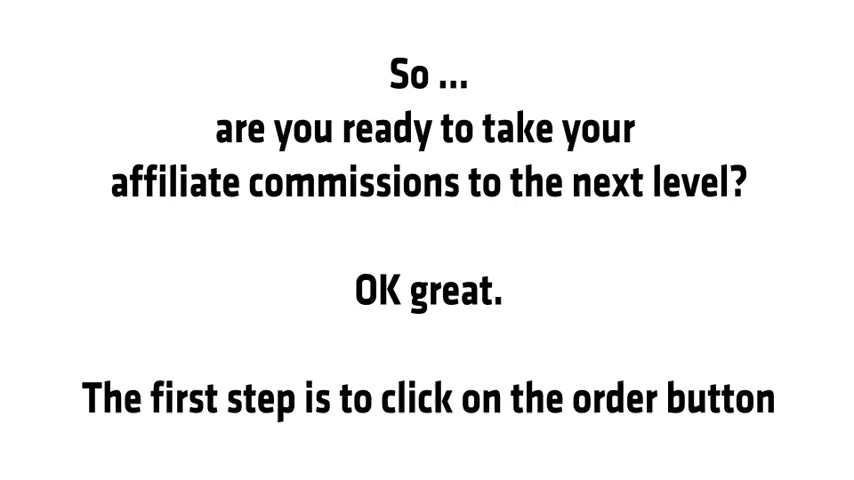 So ...
are you ready to take your
affiliate commissions to the next level?
OK great.
The first step is to click on the order button